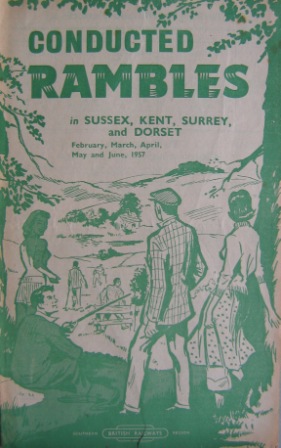 CONDUCTED
RAMBLES
in SUSSEX, KENT, SURREY,
and DORSET
February, March, April,
May and June, 1957
SOUTHERN BRITISH RAILWAYS REGION